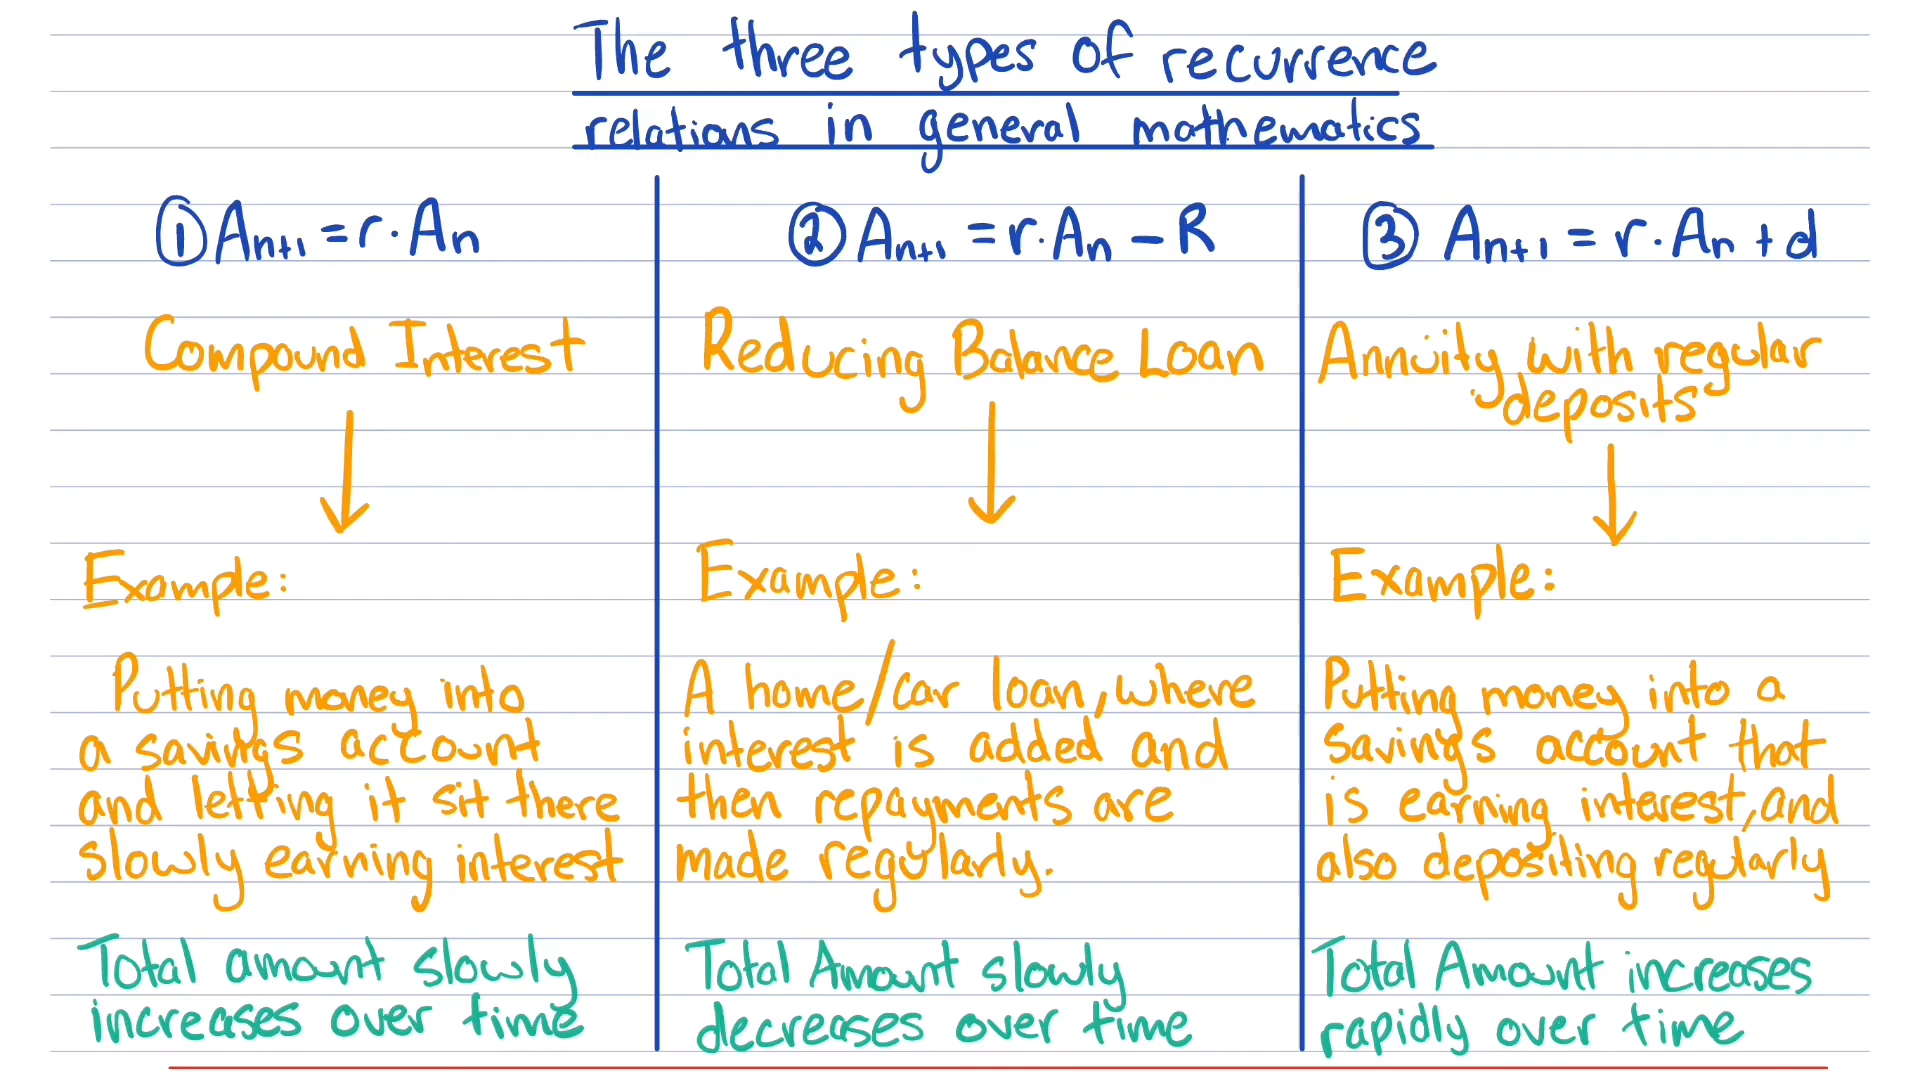 The three types of recurrence
relations in general mathematics
① Aₙ₊₁ = r · Aₙ
Compound Interest
Example:
Putting money into
a savings account
and letting it sit there
slowly earning interest
Total amount slowly
increases over time
② Aₙ₊₁ = r · Aₙ – R
Reducing Balance Loan
Example:
A home/car loan, where
interest is added and
then repayments are
made regularly.
Total Amount slowly
decreases over time
③ Aₙ₊₁ = r · Aₙ + d
Annuity with regular
deposits
Example:
Putting money into a
savings account that
is earning interest, and
also depositing regularly
Total Amount increases
rapidly over time